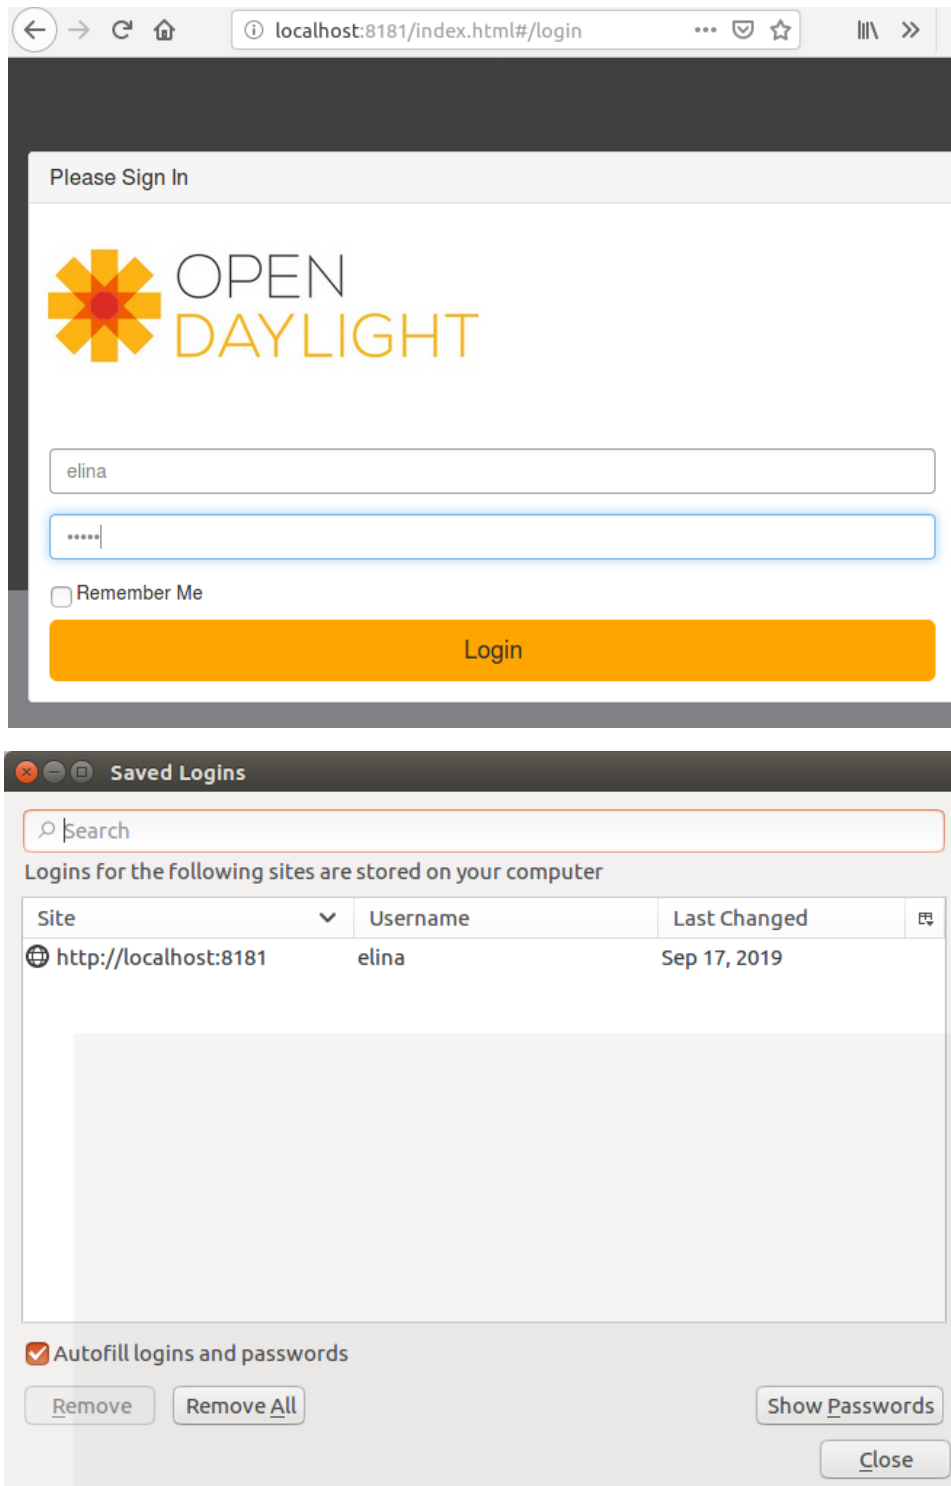 localhost:8181/index.html#/login
Please Sign In
OPEN
DAYLIGHT
elina
•••••
Remember Me
Login
Saved Logins
Search
Logins for the following sites are stored on your computer
Site Username Last Changed
http://localhost:8181 elina Sep 17, 2019
Autofill logins and passwords
Remove Remove All Show Passwords
Close